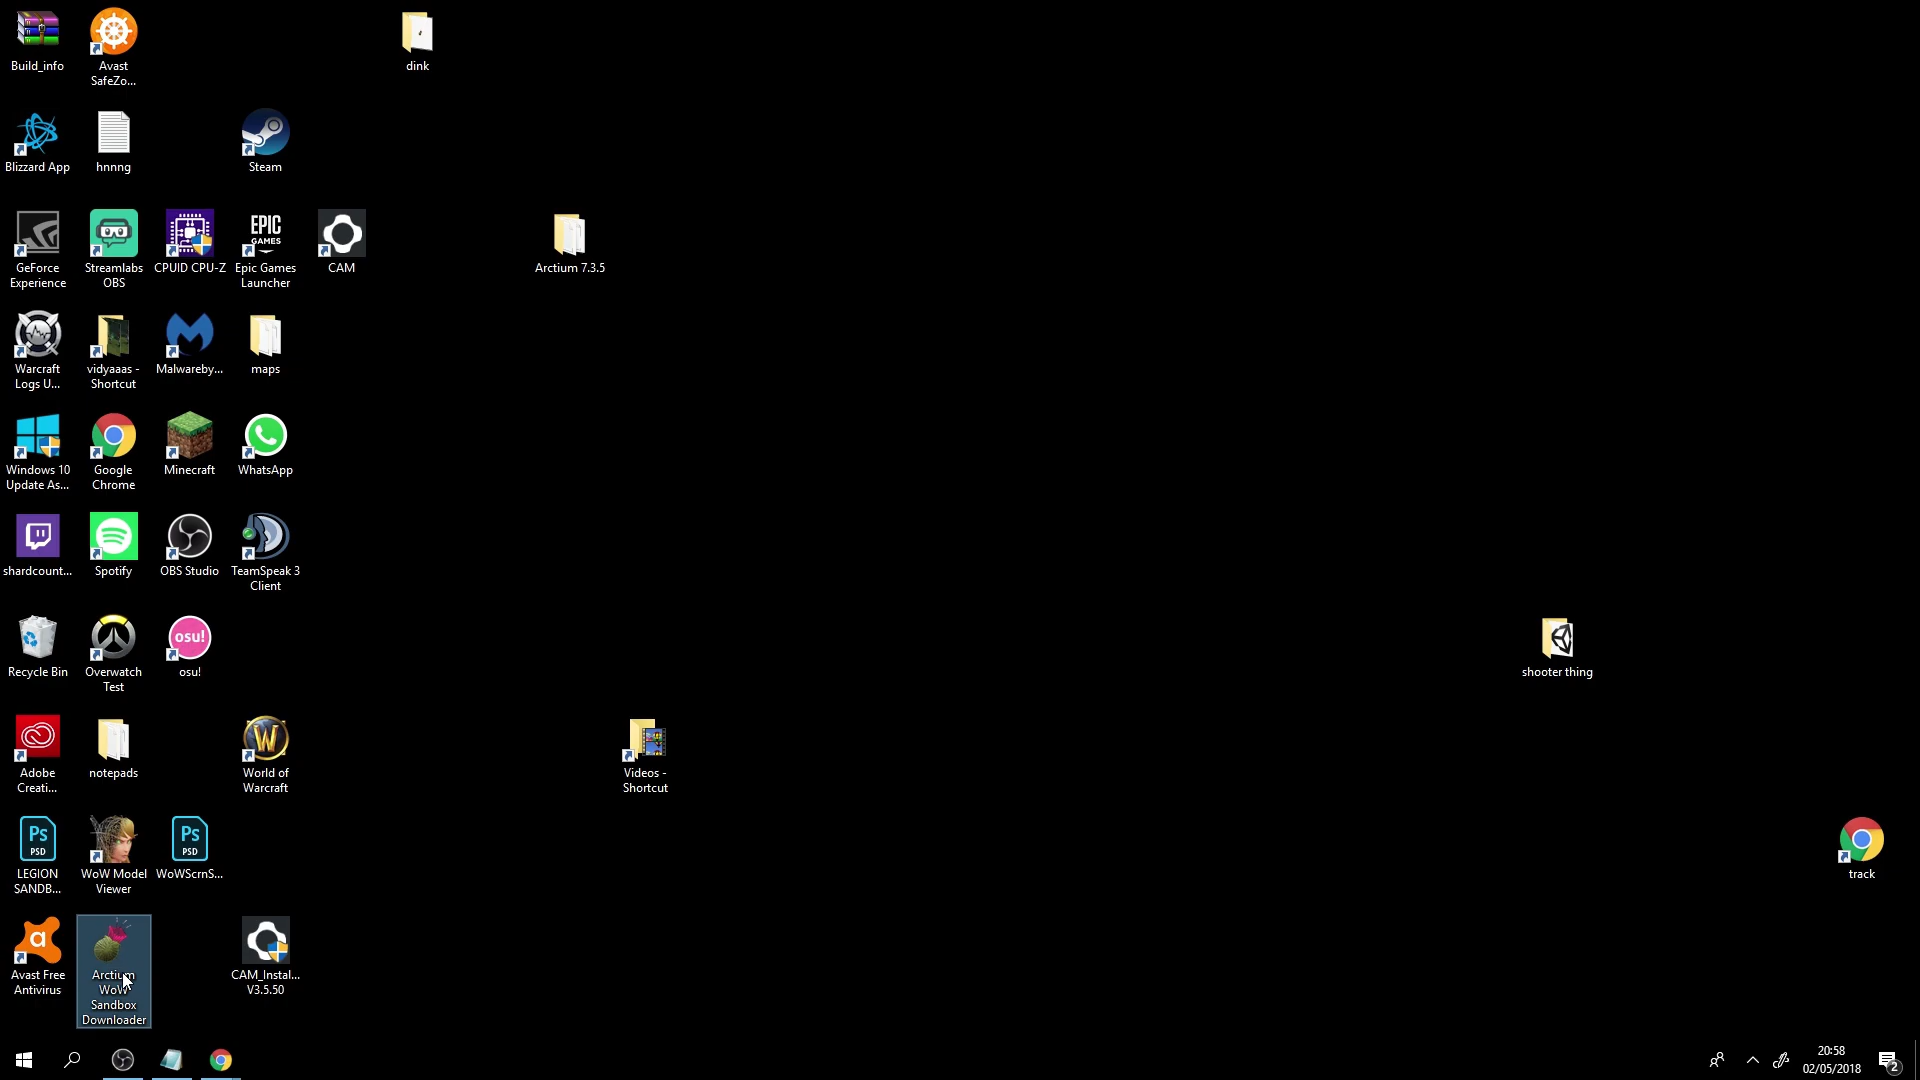 Build_info
Avast
SafeZo...
dink
Blizzard App
hnnng
Steam
GeForce
Experience
Streamlabs
OBS
CPUID CPU-Z
EPIC
GAMES
Epic Games
Launcher
CAM
Arctium 7.3.5
Warcraft
Logs U...
vidyaaas -
Shortcut
Malwareby...
maps
Windows 10
Update As...
Google
Chrome
Minecraft
WhatsApp
shardcount...
Spotify
OBS Studio
TeamSpeak 3
Client
Recycle Bin
Overwatch
Test
osu!
osu!
shooter thing
Adobe
Creati...
notepads
W
World of
Warcraft
Videos -
Shortcut
Ps
PSD
LEGION
SANDB...
WoW Model
Viewer
Ps
PSD
WoWScrnS...
track
a
Avast Free
Antivirus
Arctium
WoW
Sandbox
Downloader
CAM_Instal...
V3.5.50
20:58
02/05/2018
2